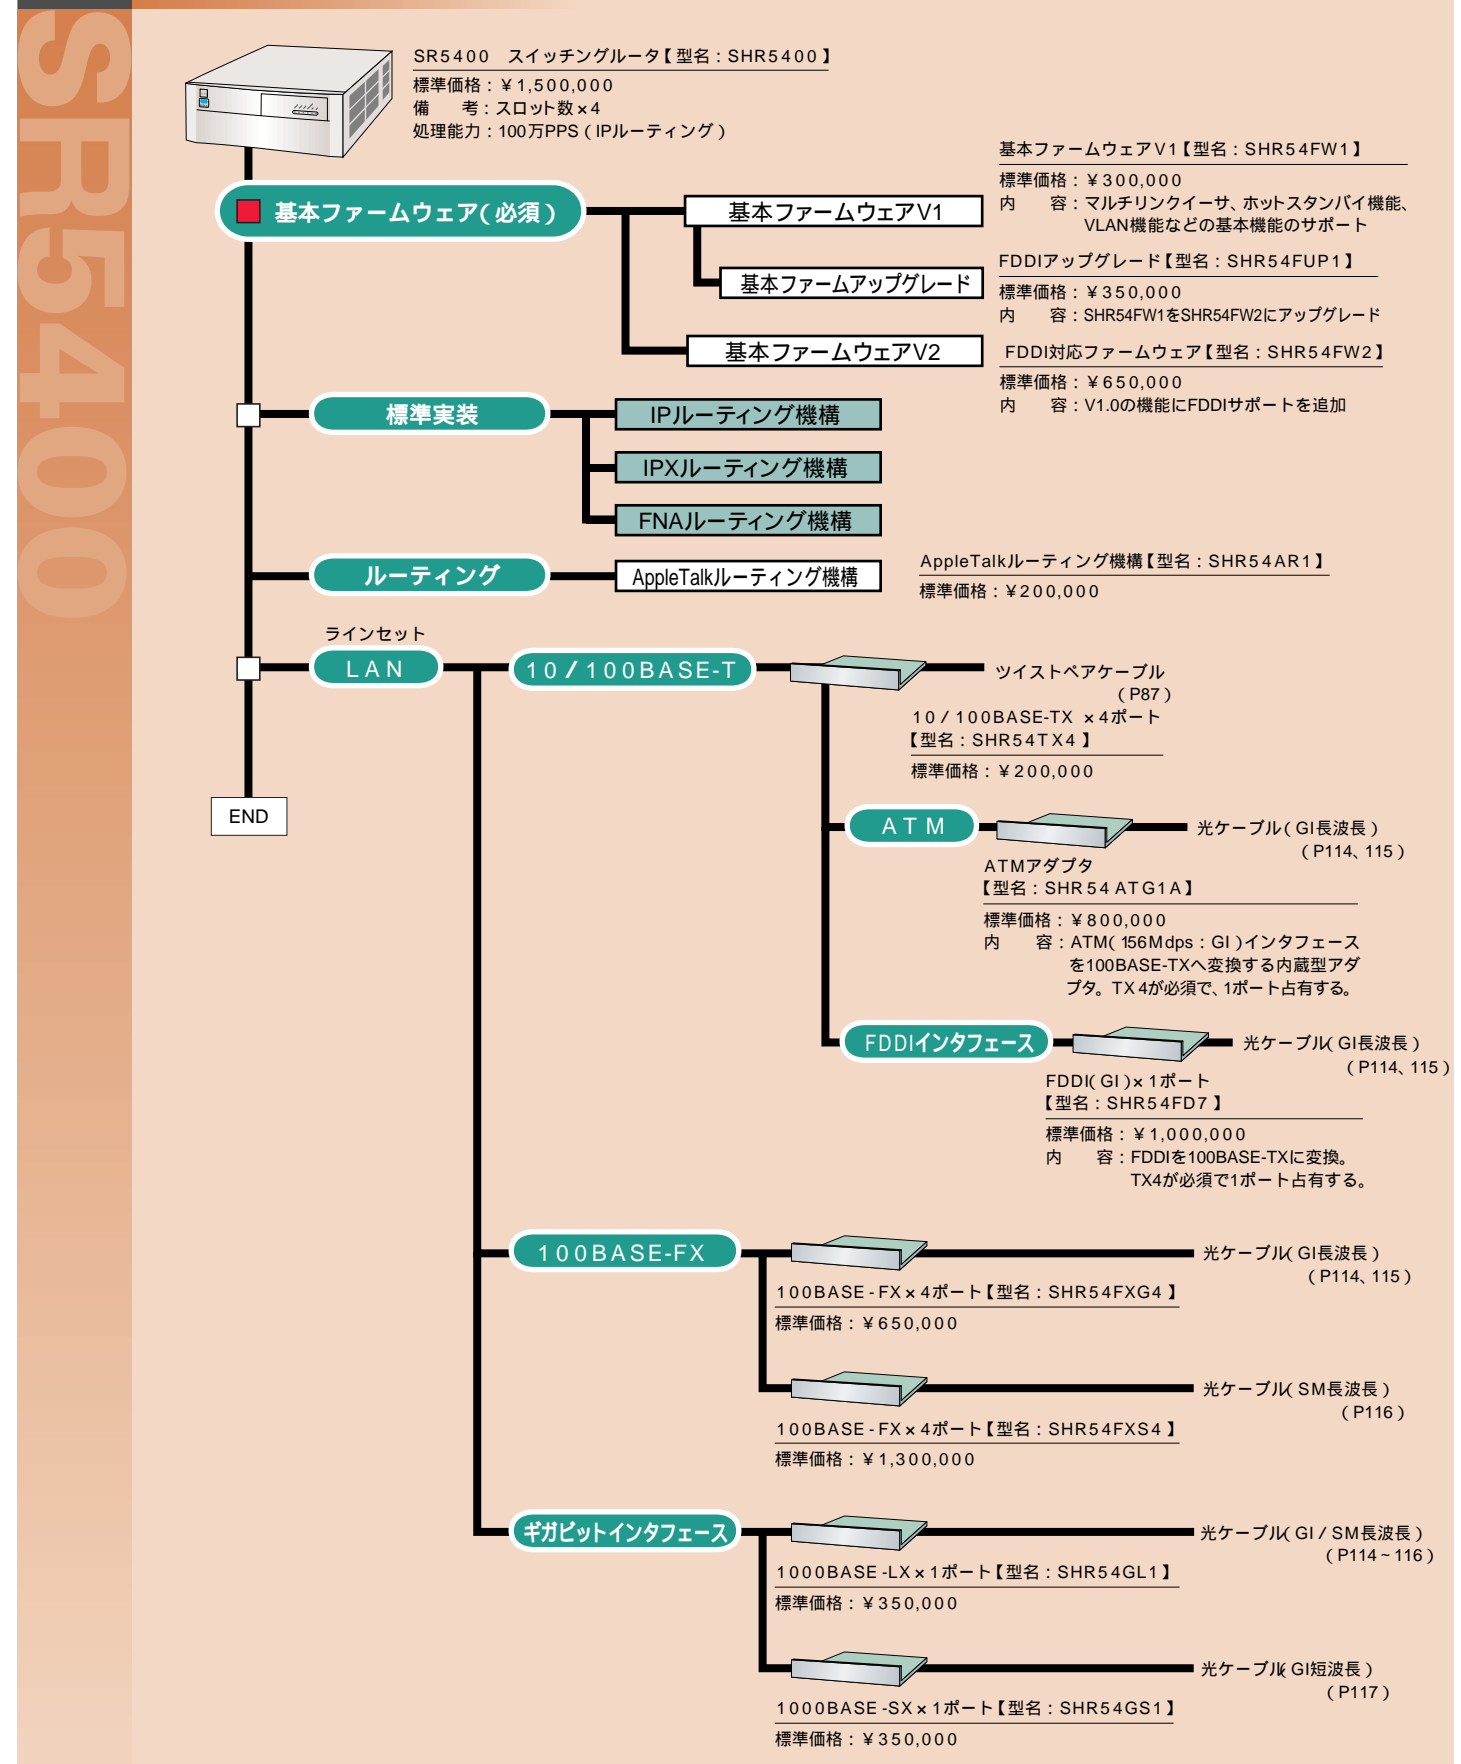 SR5400
SR5400 スイッチングルータ【型名：SHR5400】
標準価格：¥1,500,000
備　考：スロット数×4
処理能力：100万PPS（IPルーティング）
基本ファームウェア(必須)
基本ファームウェアV1
基本ファームウェアV1【型名：SHR54FW1】
標準価格：¥300,000
内　容：マルチリンクイーサ、ホットスタンバイ機能、
VLAN機能などの基本機能のサポート
基本ファームアップグレード
FDDIアップグレード【型名：SHR54FUP1】
標準価格：¥350,000
内　容：SHR54FW1をSHR54FW2にアップグレード
基本ファームウェアV2
FDDI対応ファームウェア【型名：SHR54FW2】
標準価格：¥650,000
内　容：V1.0の機能にFDDIサポートを追加
標準実装
IPルーティング機構
IPXルーティング機構
FNAルーティング機構
ルーティング
AppleTalkルーティング機構
AppleTalkルーティング機構【型名：SHR54AR1】
標準価格：¥200,000
ラインセット
LAN
10/100BASE-T
ツイストペアケーブル
（P87）
10/100BASE-TX ×4ポート
【型名：SHR54TX4】
標準価格：¥200,000
END
ATM
光ケーブル(GI長波長)
（P114、115）
ATMアダプタ
【型名：SHR54ATG1A】
標準価格：¥800,000
内　容：ATM(156Mdps：GI)インタフェース
を100BASE-TXへ変換する内蔵型アダ
プタ。TX4が必須で、1ポート占有する。
FDDIインタフェース
光ケーブル(GI長波長)
（P114、115）
FDDI(GI)×1ポート
【型名：SHR54FD7】
標準価格：¥1,000,000
内　容：FDDIを100BASE-TXに変換。
TX4が必須で1ポート占有する。
100BASE-FX
光ケーブル(GI長波長)
（P114、115）
100BASE-FX×4ポート【型名：SHR54FXG4】
標準価格：¥650,000
光ケーブル(SM長波長)
（P116）
100BASE-FX×4ポート【型名：SHR54FXS4】
標準価格：¥1,300,000
ギガビットインタフェース
光ケーブル(GI/SM長波長)
（P114~116）
1000BASE-LX×1ポート【型名：SHR54GL1】
標準価格：¥350,000
光ケーブル(GI短波長)
（P117）
1000BASE-SX×1ポート【型名：SHR54GS1】
標準価格：¥350,000